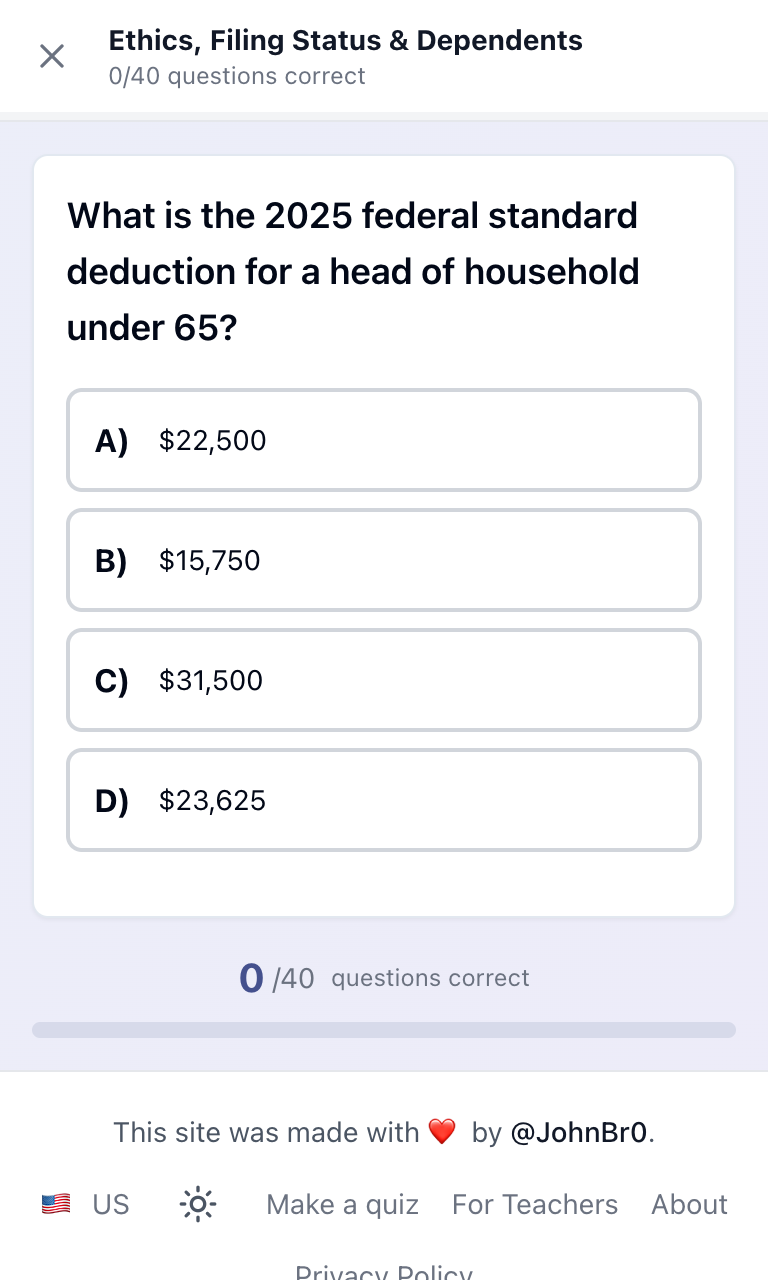 Ethics, Filing Status & Dependents
0/40 questions correct
What is the 2025 federal standard
deduction for a head of household
under 65?
A) $22,500
B) $15,750
C) $31,500
D) $23,625
0 /40 questions correct
This site was made with ❤️ by @JohnBr0.
🇺🇸 US Make a quiz For Teachers About
Privacy Policy